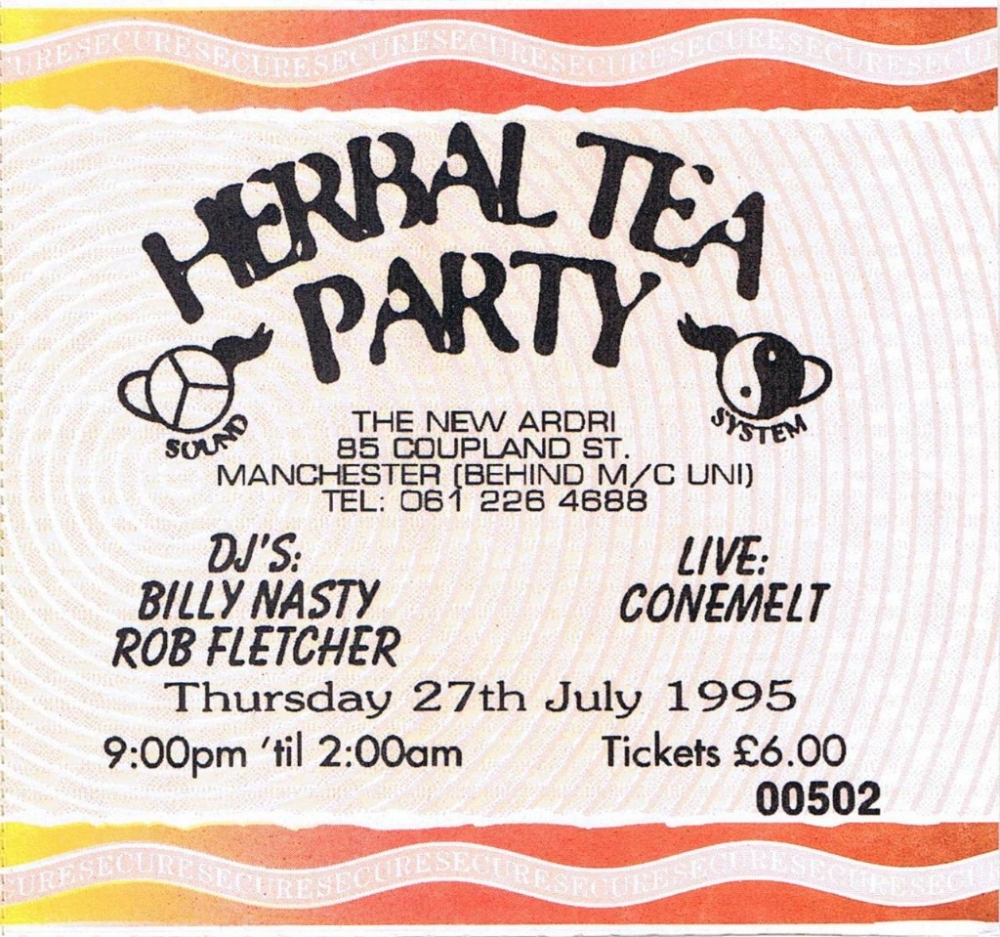 URESECURESECURESECURESECURESECURESECURESECU
HERBAL TEA
PARTY
SOUND
SYSTEM
THE NEW ARDRI
85 COUPLAND ST.
MANCHESTER (BEHIND M/C UNI)
TEL: 061 226 4688
DJ'S:
BILLY NASTY
ROB FLETCHER
LIVE:
CONEMELT
Thursday 27th July 1995
9:00pm ‘til 2:00am
Tickets £6.00
00502
URESECURESECURESECURESECURESECURESECURESECU